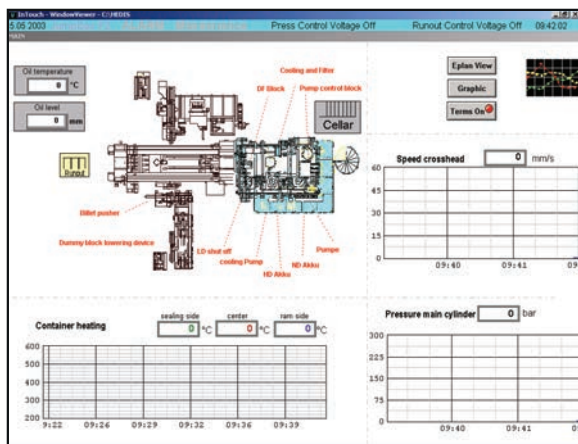 InTouch - WindowViewer - C:\HEDES
5.05 2003
Press Control Voltage Off
Runout Control Voltage Off
09:42:02
Oil temperature
0 °C
Oil level
0 mm
Cooling and Filter
DF Block
Pump control block
Cellar
Runout
Billet pusher
Dummy block lowering device
LD shut off
cooling Pump
HD Akku
ND Akku
Pumpe
Eplan View
Graphic
Terms On
Speed crosshead 0 mm/s
60
45
30
15
0
09:40 09:41
Container heating
sealing side center ram side
0 °C 0 °C 0 °C
600
500
400
300
200
9:22 09:26 09:29 09:32 09:36 09:39
Pressure main cylinder 0 bar
300
225
150
75
0
09:40 09:41